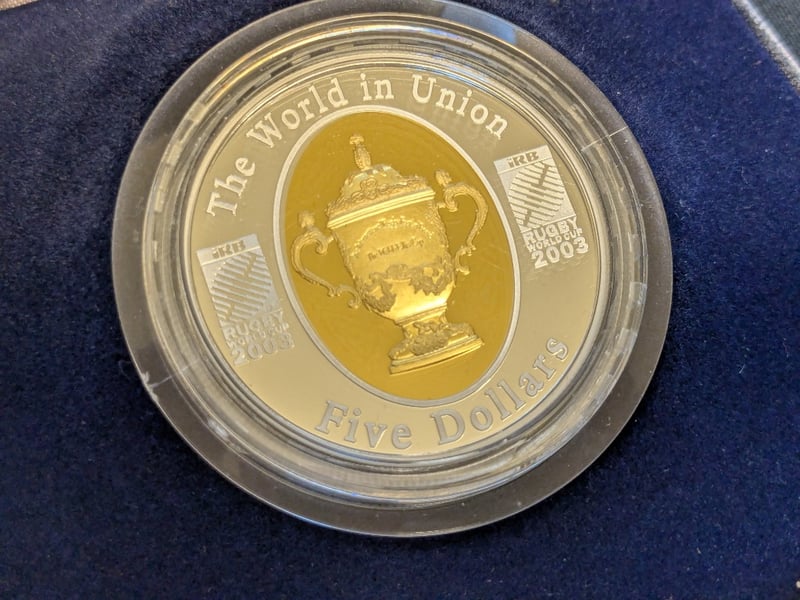 The World in Union
iRB
RUGBY
WORLD CUP
2003
iRB
RUGBY
WORLD CUP
2003
Five Dollars